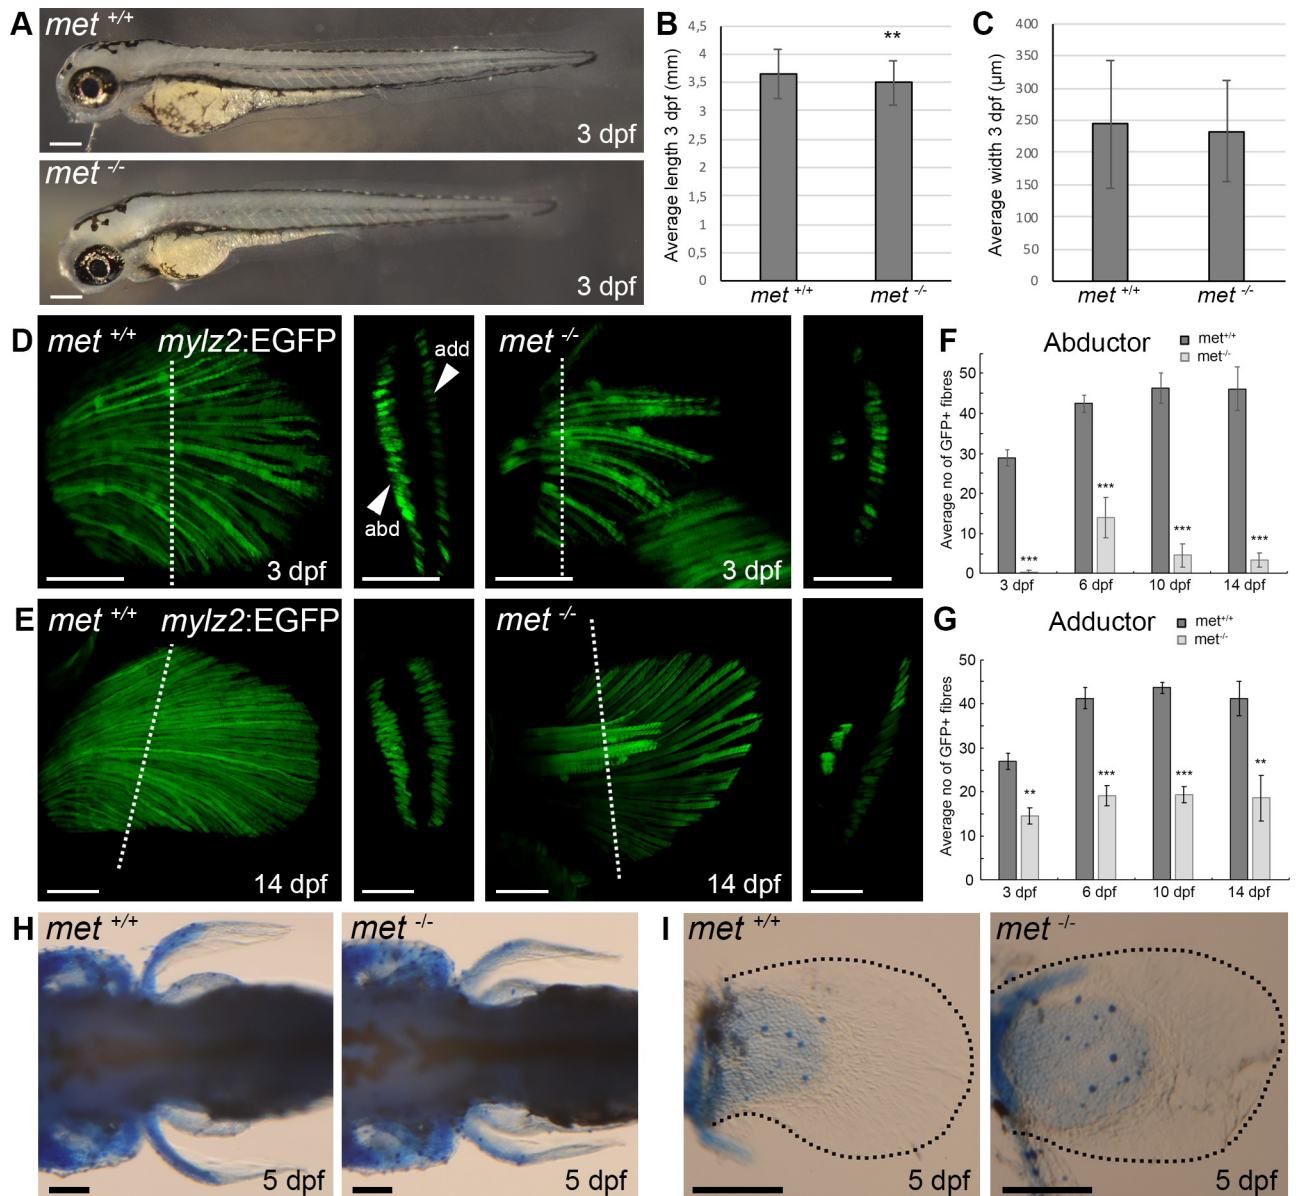 A
met +/+
3 dpf
met -/-
3 dpf
B
Average length 3 dpf (mm)
4,5
4
3,5
3
2,5
2
1,5
1
0,5
0
**
met +/+
met -/-
C
Average width 3 dpf (µm)
400
350
300
250
200
150
100
50
0
met +/+
met -/-
D
met +/+ mylz2:EGFP
3 dpf
add
abd
met -/-
3 dpf
E
met +/+ mylz2:EGFP
14 dpf
met -/-
14 dpf
F
Abductor
met+/+
met-/-
Average no of GFP+ fibres
50
40
30
20
10
0
***
***
***
***
3 dpf
6 dpf
10 dpf
14 dpf
G
Adductor
met+/+
met-/-
Average no of GFP+ fibres
50
40
30
20
10
0
**
***
***
**
3 dpf
6 dpf
10 dpf
14 dpf
H
met +/+
5 dpf
met -/-
5 dpf
I
met +/+
5 dpf
met -/-
5 dpf